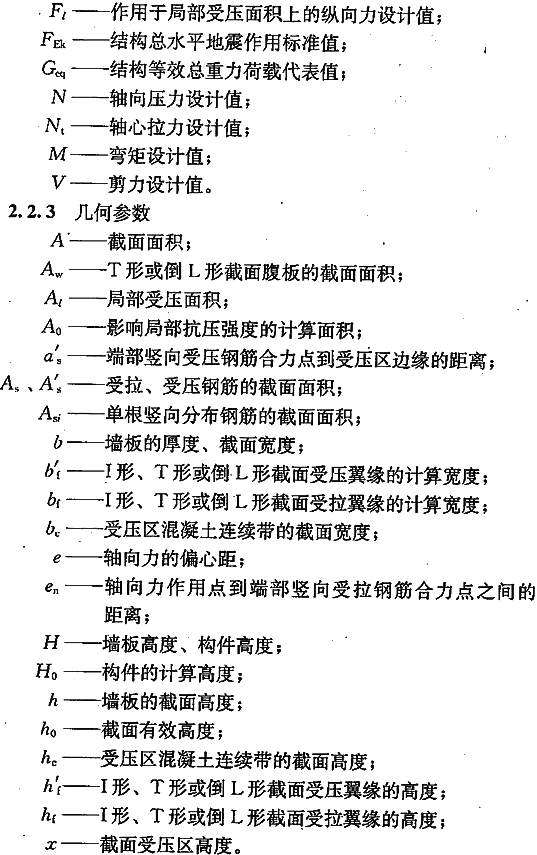 F_l——作用于局部受压面积上的纵向力设计值；
F_Ek——结构总水平地震作用标准值；
G_eq——结构等效总重力荷载代表值；
N——轴向压力设计值；
N_t——轴心拉力设计值；
M——弯矩设计值；
V——剪力设计值。
2.2.3 几何参数
A——截面面积；
A_w——T形或倒L形截面腹板的截面面积；
A_l——局部受压面积；
A_0——影响局部抗压强度的计算面积；
a'_s——端部竖向受压钢筋合力点到受压区边缘的距离；
A_s、A'_s——受拉、受压钢筋的截面面积；
A_si——单根竖向分布钢筋的截面面积；
b——墙板的厚度、截面宽度；
b'_f——I形、T形或倒L形截面受压翼缘的计算宽度；
b_f——I形、T形或倒L形截面受拉翼缘的计算宽度；
b_c——受压区混凝土连续带的截面宽度；
e——轴向力的偏心距；
e_n——轴向力作用点到端部竖向受拉钢筋合力点之间的
距离；
H——墙板高度、构件高度；
H_0——构件的计算高度；
h——墙板的截面高度；
h_0——截面有效高度；
h_c——受压区混凝土连续带的截面高度；
h'_f——I形、T形或倒L形截面受压翼缘的高度；
h_f——I形、T形或倒L形截面受拉翼缘的高度；
x——截面受压区高度。